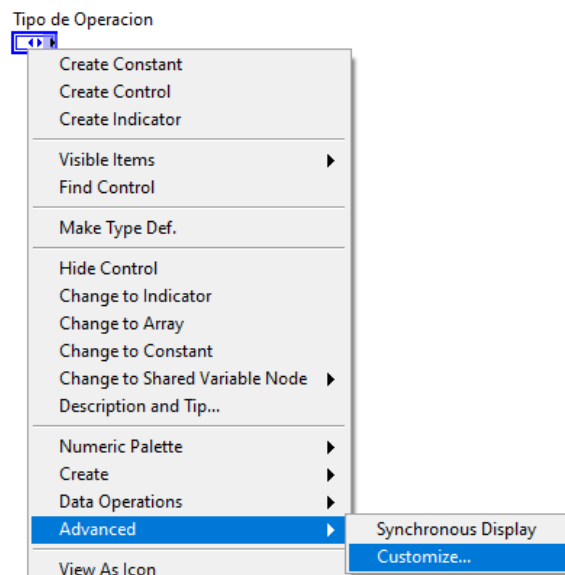 Tipo de Operacion
Create Constant
Create Control
Create Indicator
Visible Items
Find Control
Make Type Def.
Hide Control
Change to Indicator
Change to Array
Change to Constant
Change to Shared Variable Node
Description and Tip...
Numeric Palette
Create
Data Operations
Advanced
Synchronous Display
Customize...
View As Icon